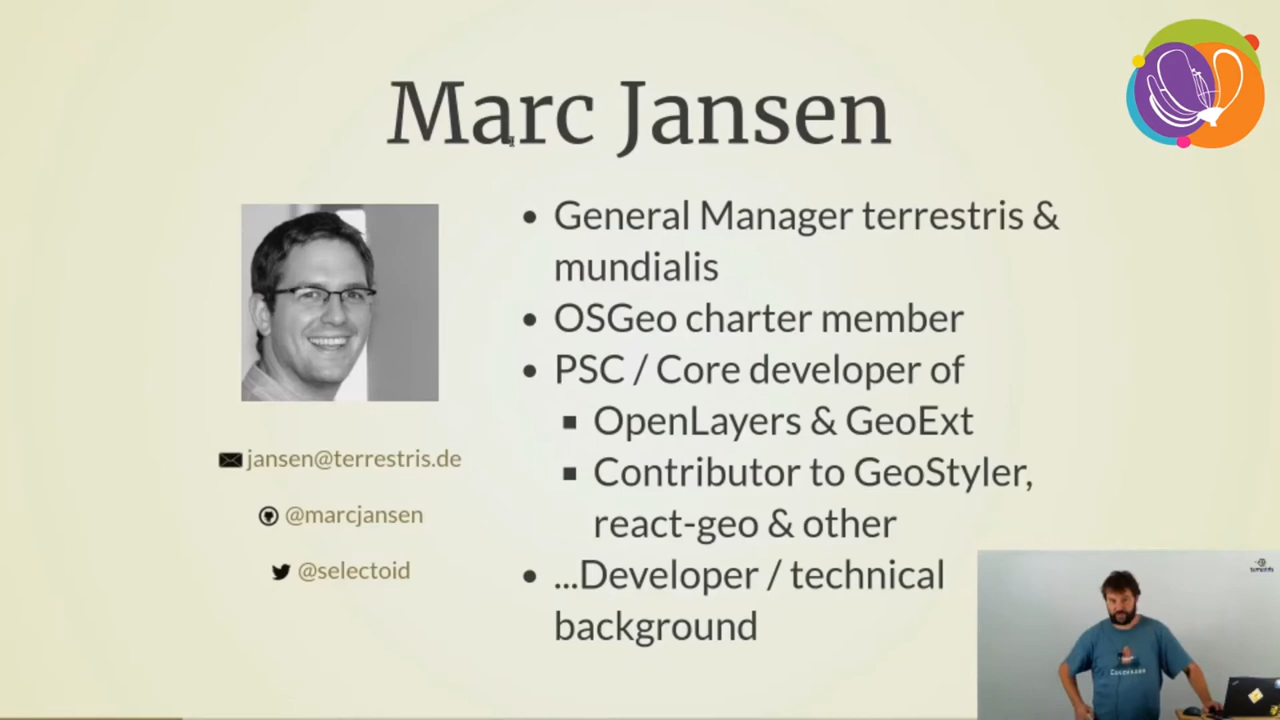 Marc Jansen
General Manager terrestris &
mundialis
OSGeo charter member
PSC / Core developer of
OpenLayers & GeoExt
Contributor to GeoStyler,
react-geo & other
...Developer / technical
background
jansen@terrestris.de
@marcjansen
@selectoid